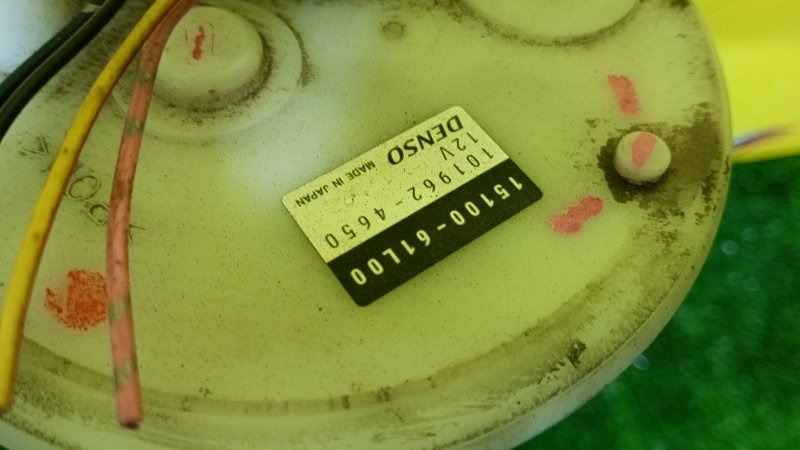 DENSO
MADE IN JAPAN
12V
101962-4650
15100-61L00